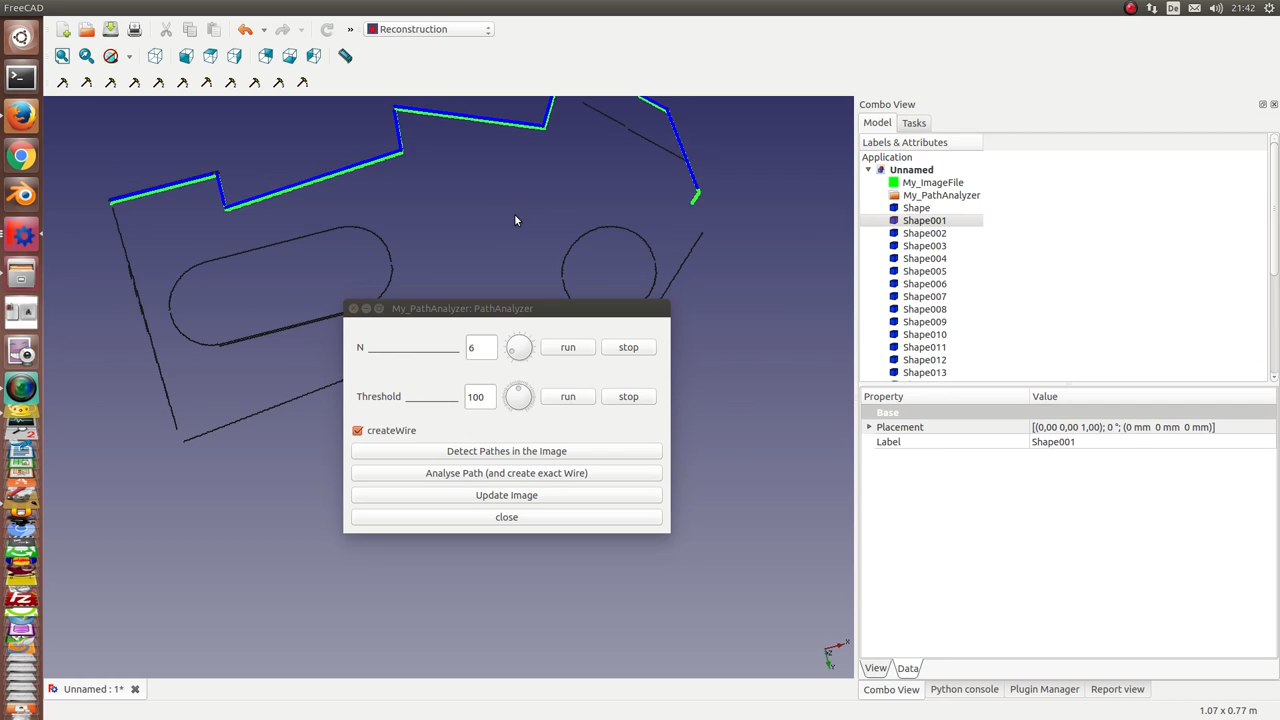 FreeCAD
De
21:42
»
Reconstruction
Combo View
Model
Tasks
Labels & Attributes
Application
Unnamed
My_ImageFile
My_PathAnalyzer
Shape
Shape001
Shape002
Shape003
Shape004
Shape005
Shape006
Shape007
Shape008
Shape009
Shape010
Shape011
Shape012
Shape013
My_PathAnalyzer: PathAnalyzer
N
6
run
stop
Threshold
100
run
stop
createWire
Detect Pathes in the Image
Analyse Path (and create exact Wire)
Update Image
close
Property
Value
Base
Placement
[(0,00 0,00 1,00); 0 °; (0 mm 0 mm 0 mm)]
Label
Shape001
View
Data
Unnamed : 1*
Combo View
Python console
Plugin Manager
Report view
1.07 x 0.77 m